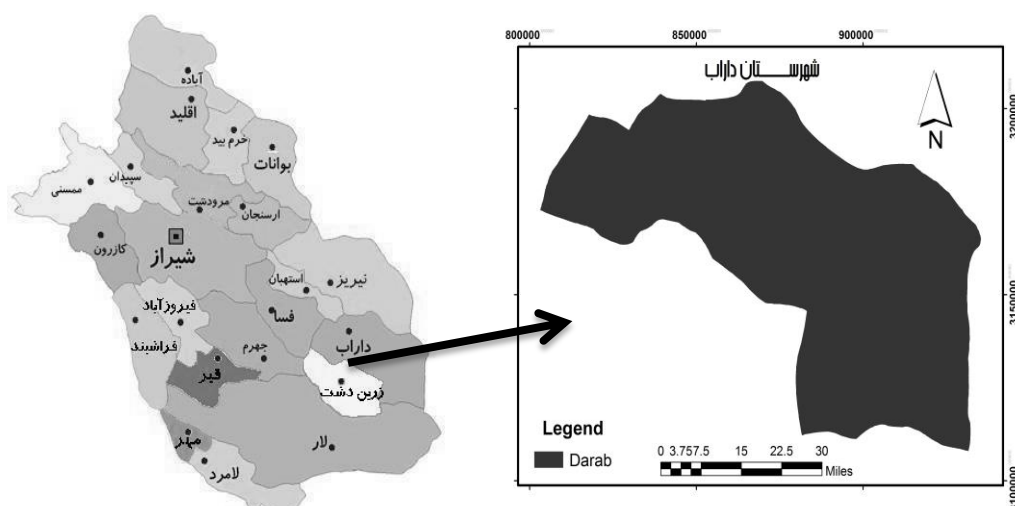 آباده
اقلید
خرم بید
بوانات
سپیدان
ممسنی
مرودشت
ارسنجان
کازرون
شیراز
استهبان
نیریز
فیروزآباد
فسا
فراشبند
جهرم
داراب
قیر
زرین دشت
مهر
لار
لامرد
800000
850000
900000
شهرستان داراب
3200000
N
3150000
Legend
Darab
0 3.757.5 15 22.5 30
Miles
3100000